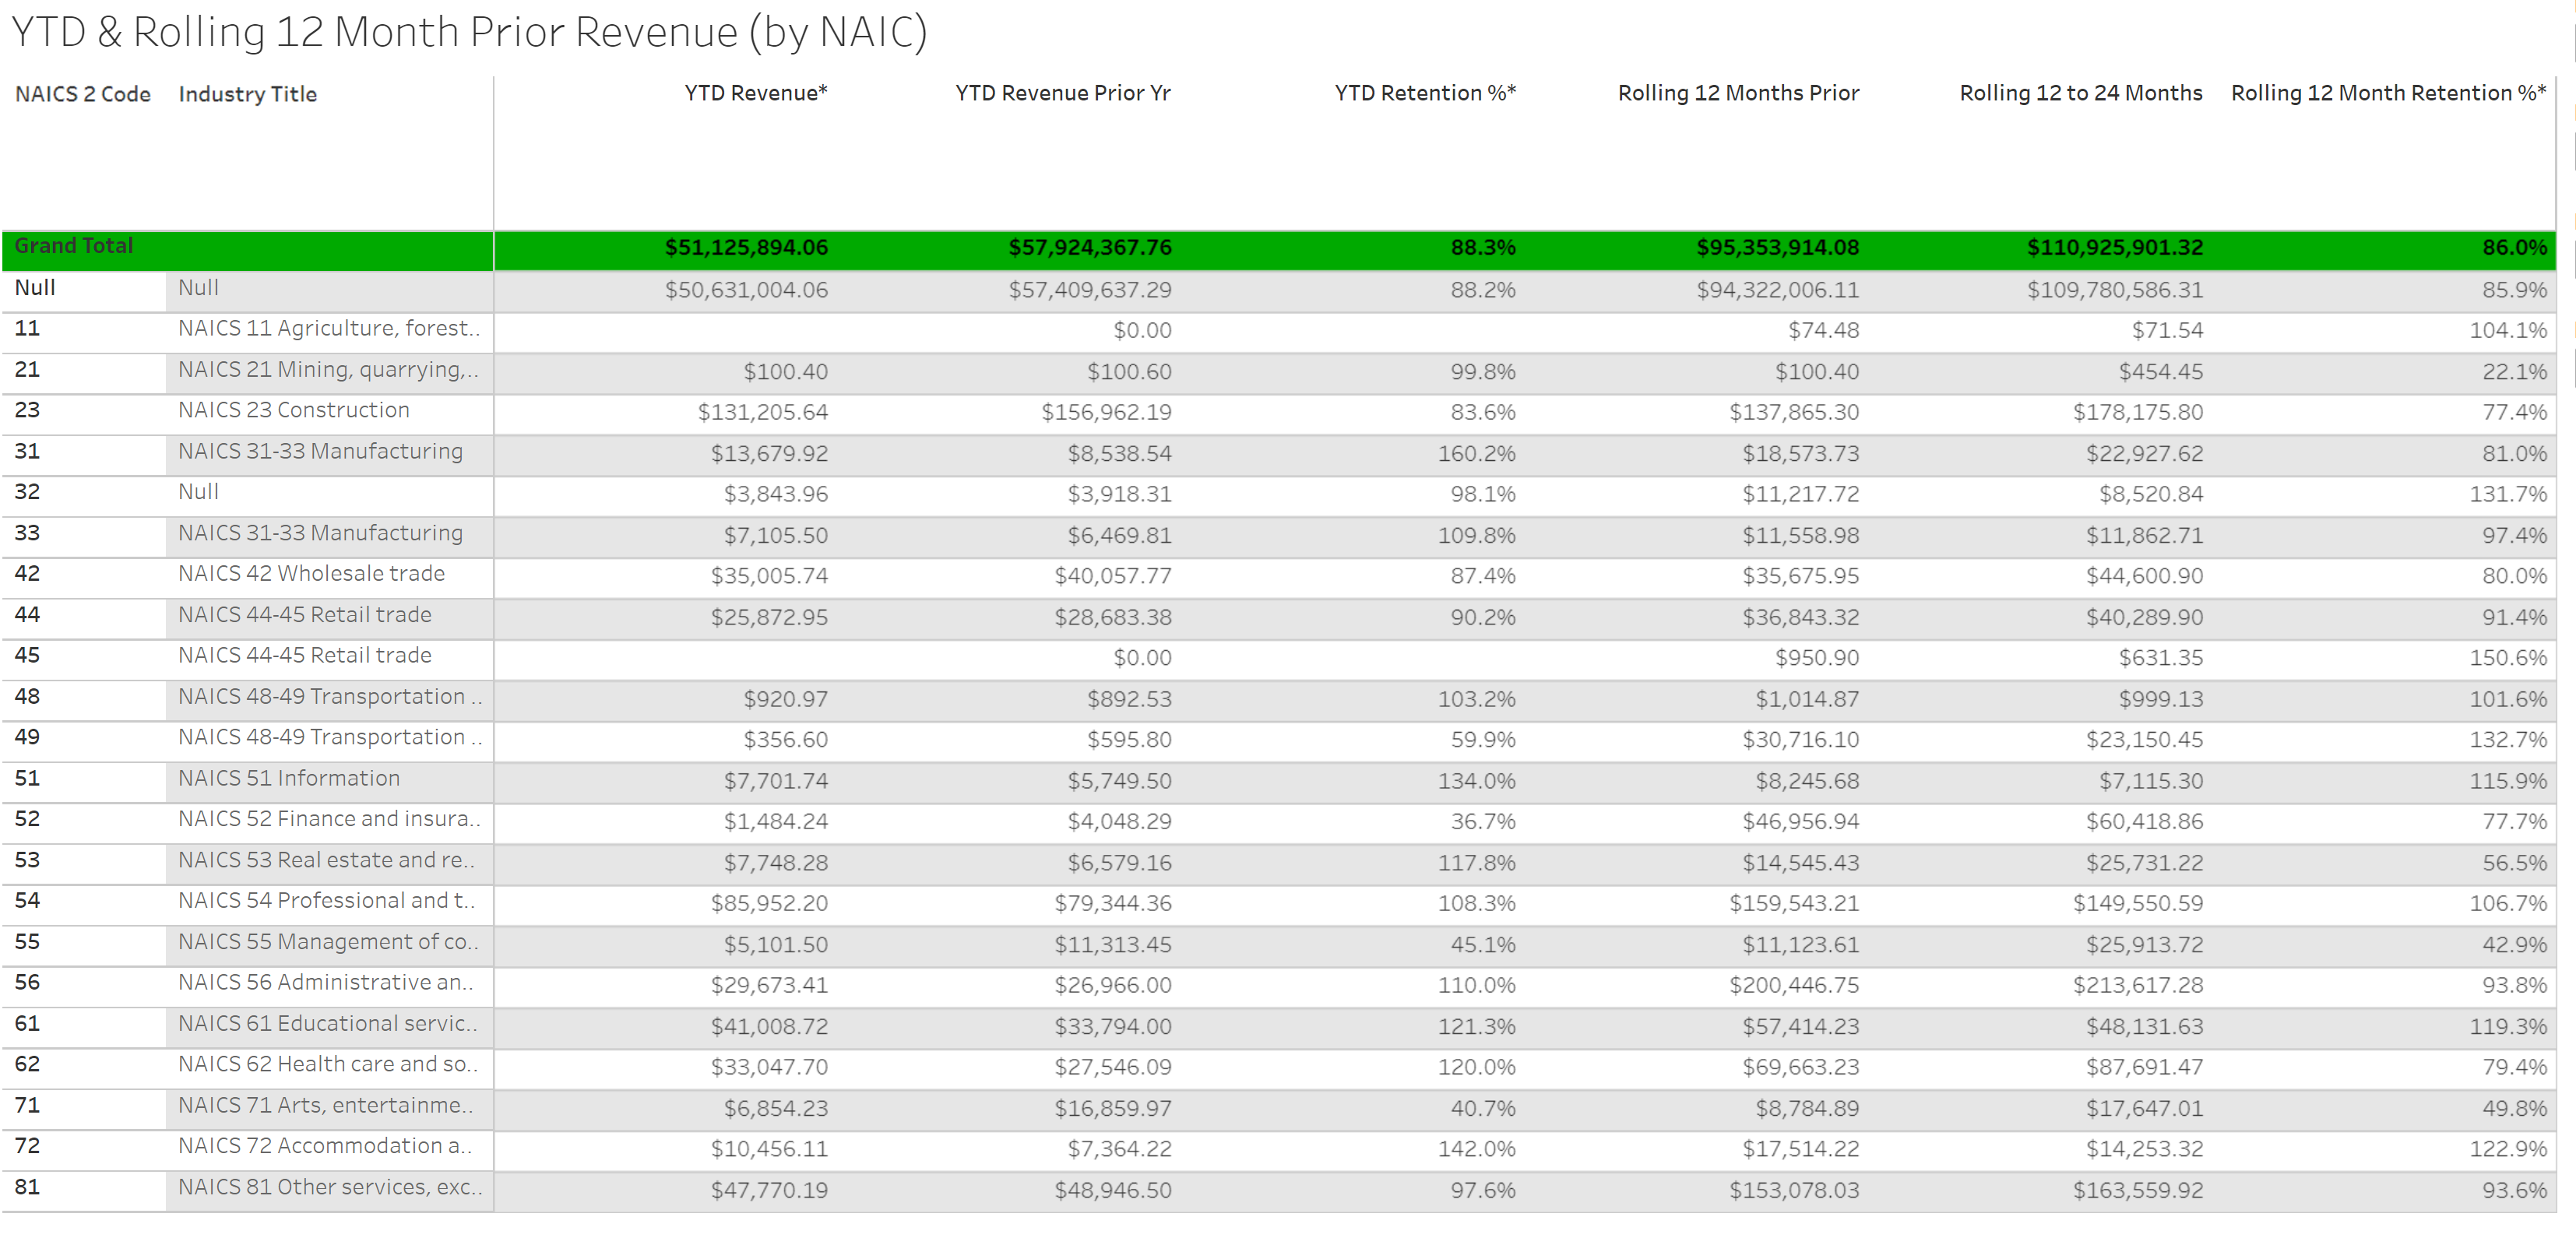 YTD & Rolling 12 Month Prior Revenue (by NAIC)
NAICS 2 Code Industry Title YTD Revenue* YTD Revenue Prior Yr YTD Retention %* Rolling 12 Months Prior Rolling 12 to 24 Months Rolling 12 Month Retention %*
Grand Total $51,125,894.06 $57,924,367.76 88.3% $95,353,914.08 $110,925,901.32 86.0%
Null Null $50,631,004.06 $57,409,637.29 88.2% $94,322,006.11 $109,780,586.31 85.9%
11 NAICS 11 Agriculture, forest.. $0.00 $74.48 $71.54 104.1%
21 NAICS 21 Mining, quarrying,.. $100.40 $100.60 99.8% $100.40 $454.45 22.1%
23 NAICS 23 Construction $131,205.64 $156,962.19 83.6% $137,865.30 $178,175.80 77.4%
31 NAICS 31-33 Manufacturing $13,679.92 $8,538.54 160.2% $18,573.73 $22,927.62 81.0%
32 Null $3,843.96 $3,918.31 98.1% $11,217.72 $8,520.84 131.7%
33 NAICS 31-33 Manufacturing $7,105.50 $6,469.81 109.8% $11,558.98 $11,862.71 97.4%
42 NAICS 42 Wholesale trade $35,005.74 $40,057.77 87.4% $35,675.95 $44,600.90 80.0%
44 NAICS 44-45 Retail trade $25,872.95 $28,683.38 90.2% $36,843.32 $40,289.90 91.4%
45 NAICS 44-45 Retail trade $0.00 $950.90 $631.35 150.6%
48 NAICS 48-49 Transportation .. $920.97 $892.53 103.2% $1,014.87 $999.13 101.6%
49 NAICS 48-49 Transportation .. $356.60 $595.80 59.9% $30,716.10 $23,150.45 132.7%
51 NAICS 51 Information $7,701.74 $5,749.50 134.0% $8,245.68 $7,115.30 115.9%
52 NAICS 52 Finance and insura.. $1,484.24 $4,048.29 36.7% $46,956.94 $60,418.86 77.7%
53 NAICS 53 Real estate and re.. $7,748.28 $6,579.16 117.8% $14,545.43 $25,731.22 56.5%
54 NAICS 54 Professional and t.. $85,952.20 $79,344.36 108.3% $159,543.21 $149,550.59 106.7%
55 NAICS 55 Management of co.. $5,101.50 $11,313.45 45.1% $11,123.61 $25,913.72 42.9%
56 NAICS 56 Administrative an.. $29,673.41 $26,966.00 110.0% $200,446.75 $213,617.28 93.8%
61 NAICS 61 Educational servic.. $41,008.72 $33,794.00 121.3% $57,414.23 $48,131.63 119.3%
62 NAICS 62 Health care and so.. $33,047.70 $27,546.09 120.0% $69,663.23 $87,691.47 79.4%
71 NAICS 71 Arts, entertainme.. $6,854.23 $16,859.97 40.7% $8,784.89 $17,647.01 49.8%
72 NAICS 72 Accommodation a.. $10,456.11 $7,364.22 142.0% $17,514.22 $14,253.32 122.9%
81 NAICS 81 Other services, exc.. $47,770.19 $48,946.50 97.6% $153,078.03 $163,559.92 93.6%